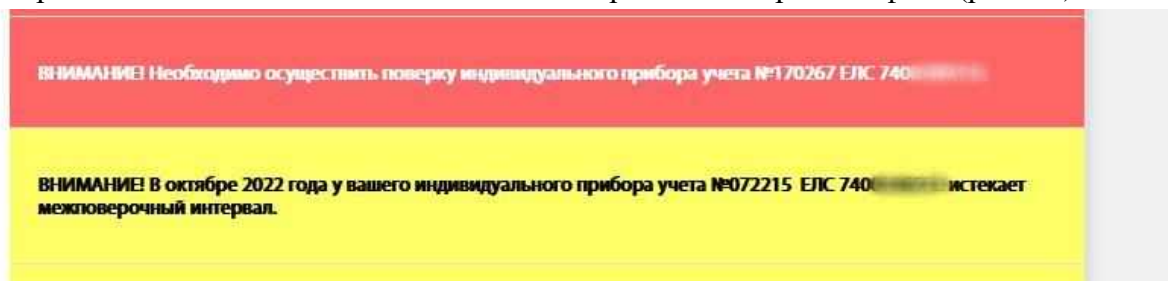 ВНИМАНИЕ! Необходимо осуществить поверку индивидуального прибора учета №170267 ЕЛС 740
ВНИМАНИЕ! В октябре 2022 года у вашего индивидуального прибора учета №072215 ЕЛС 740 истекает
межповерочный интервал.